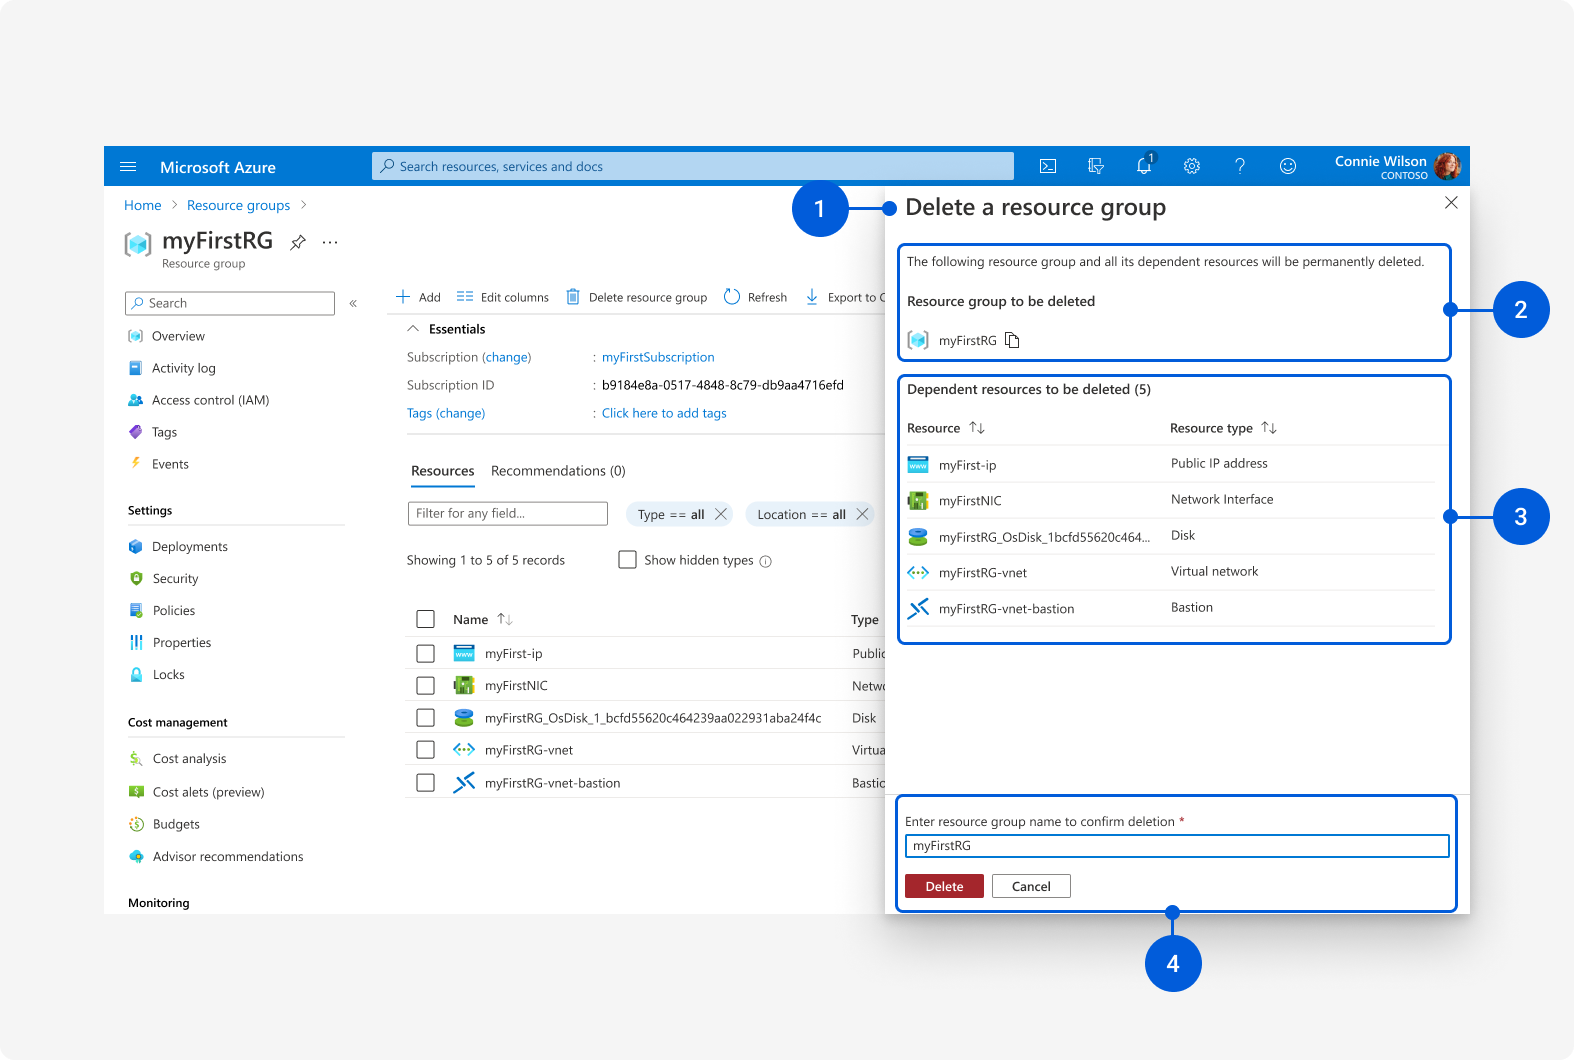 Microsoft Azure
Search resources, services and docs
1
Connie Wilson
CONTOSO
Home > Resource groups >
myFirstRG
...
Resource group
Search
«
Overview
Activity log
Access control (IAM)
Tags
Events
Settings
Deployments
Security
Policies
Properties
Locks
Cost management
Cost analysis
Cost alets (preview)
Budgets
Advisor recommendations
Monitoring
Add
Edit columns
Delete resource group
Refresh
Export to C
Essentials
Subscription (change) : myFirstSubscription
Subscription ID : b9184e8a-0517-4848-8c79-db9aa4716efd
Tags (change) : Click here to add tags
Resources Recommendations (0)
Filter for any field...
Type == all
Location == all
Showing 1 to 5 of 5 records
Show hidden types
Name ↑↓ Type
myFirst-ip Public
myFirstNIC Netwo
myFirstRG_OsDisk_1_bcfd55620c464239aa022931aba24f4c Disk
myFirstRG-vnet Virtua
myFirstRG-vnet-bastion Bastio
1
Delete a resource group
The following resource group and all its dependent resources will be permanently deleted.
Resource group to be deleted
myFirstRG
2
Dependent resources to be deleted (5)
Resource ↑↓ Resource type ↑↓
myFirst-ip Public IP address
myFirstNIC Network Interface
myFirstRG_OsDisk_1bcfd55620c464... Disk
myFirstRG-vnet Virtual network
myFirstRG-vnet-bastion Bastion
3
Enter resource group name to confirm deletion *
myFirstRG
Delete
Cancel
4